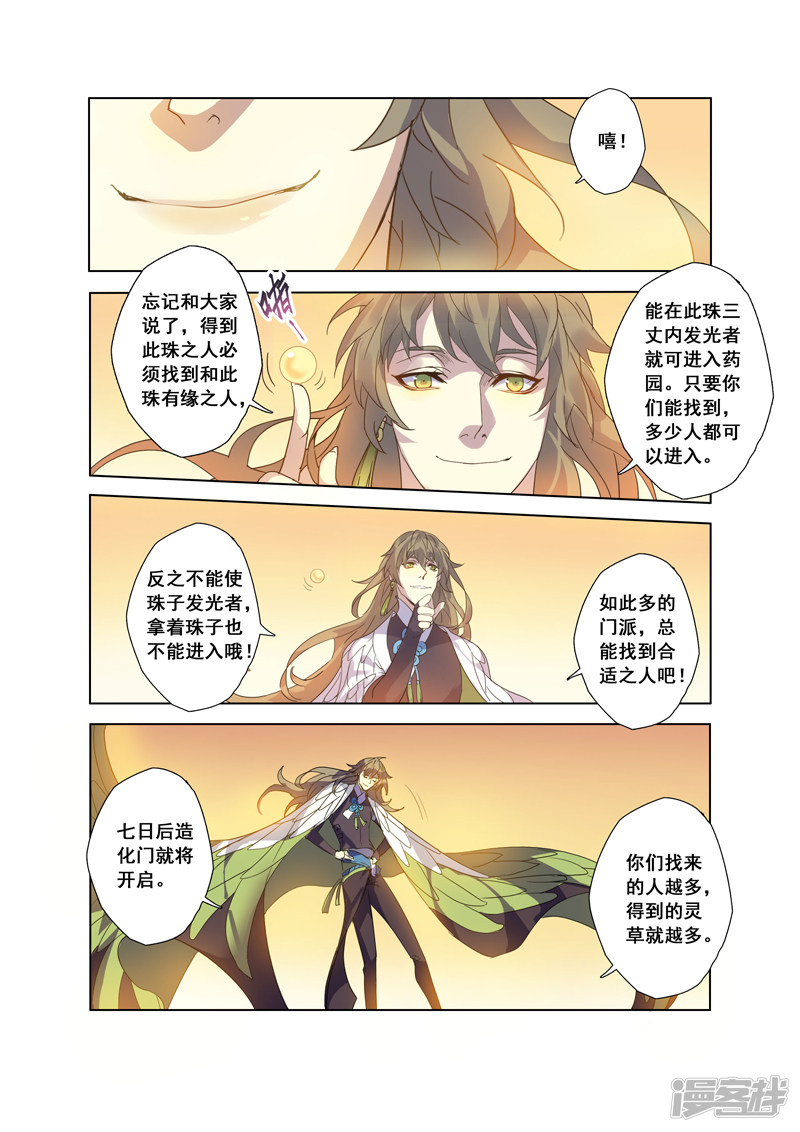 嘻！
忘记和大家
说了，得到
此珠之人必
须找到和此
珠有缘之人，
啪
能在此珠三
丈内发光者
就可进入药
园。只要你
们能找到，
多少人都可
以进入。
反之不能使
珠子发光者，
拿着珠子也
不能进入哦！
如此多的
门派，总
能找到合
适之人吧！
七日后造
化门就将
开启。
你们找来
的人越多，
得到的灵
草就越多。
漫客栈